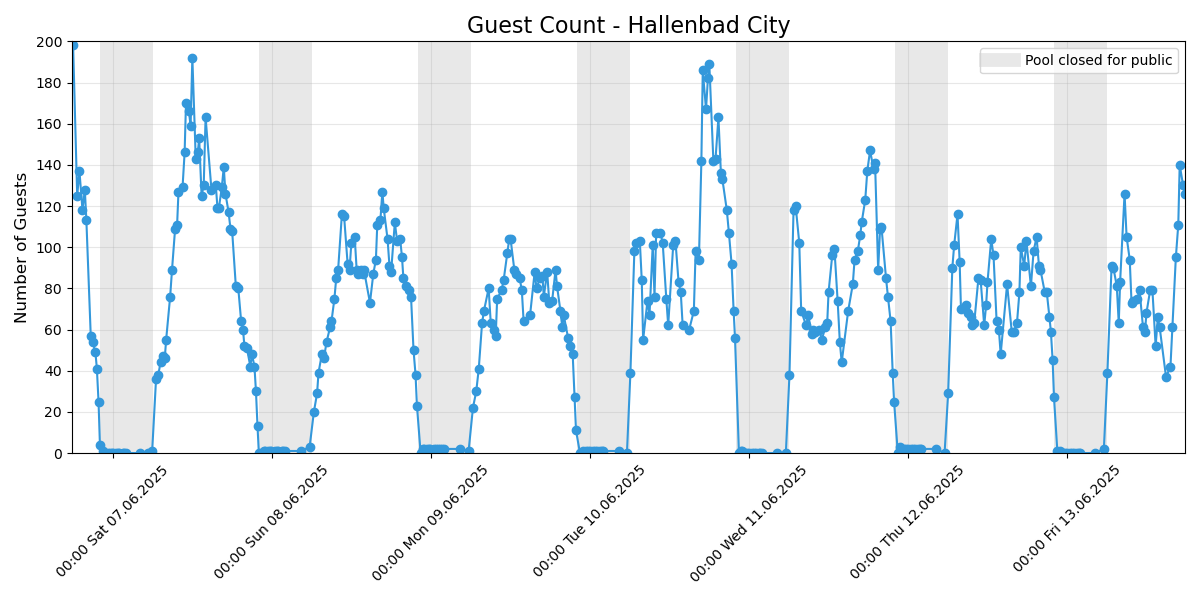 Guest Count - Hallenbad City
Pool closed for public
Number of Guests
200
180
160
140
120
100
80
60
40
20
0
00:00 Sat 07.06.2025
00:00 Sun 08.06.2025
00:00 Mon 09.06.2025
00:00 Tue 10.06.2025
00:00 Wed 11.06.2025
00:00 Thu 12.06.2025
00:00 Fri 13.06.2025